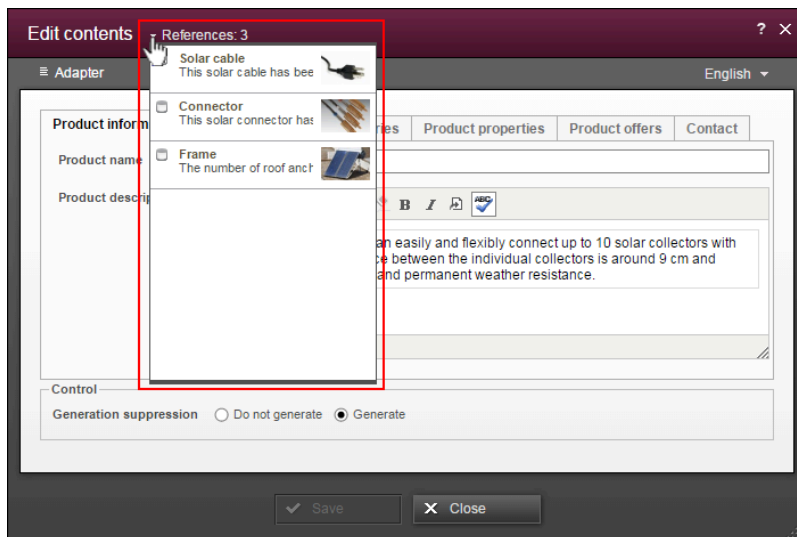 Edit contents References: 3 ? X
Adapter English
Solar cable
This solar cable has bee
Connector
This solar connector has
Frame
The number of roof anch
Product inform ries Product properties Product offers Contact
Product name
Product descrip
B I ABC
an easily and flexibly connect up to 10 solar collectors with
ce between the individual collectors is around 9 cm and
and permanent weather resistance.
Control
Generation suppression Do not generate Generate
Save X Close